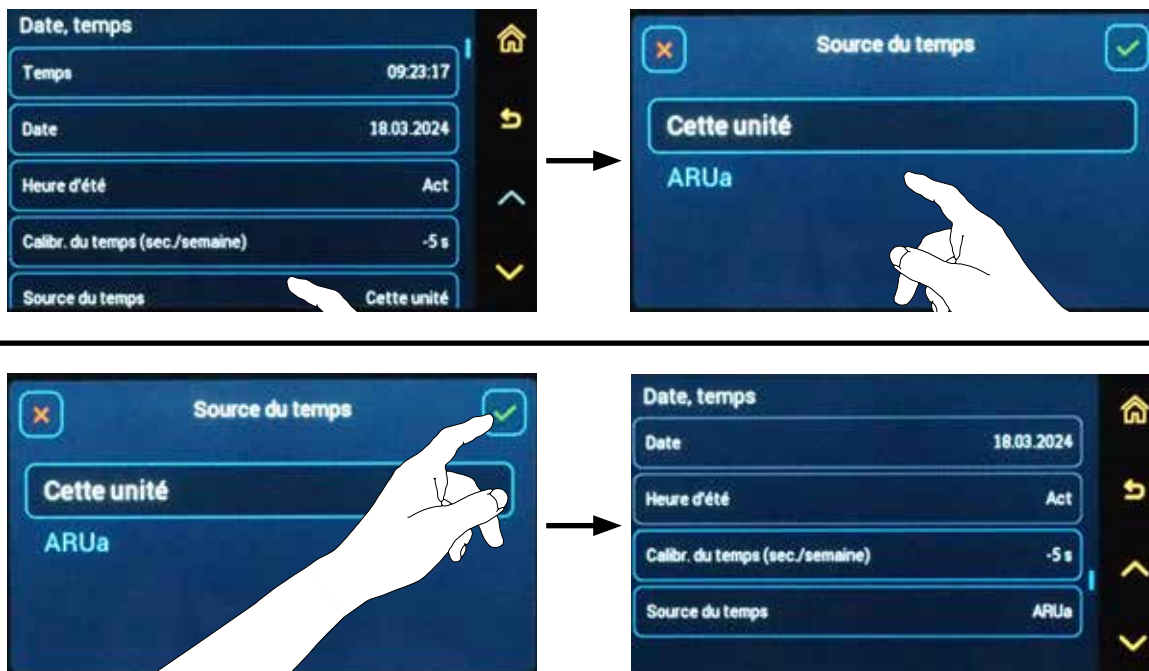 Date, temps
Temps 09:23:17
Date 18.03.2024
Heure d'été Act
Calibr. du temps (sec./semaine) -5 s
Source du temps Cette unité
Source du temps
Cette unité
ARUa
Source du temps
Cette unité
ARUa
Date, temps
Date 18.03.2024
Heure d'été Act
Calibr. du temps (sec./semaine) -5 s
Source du temps ARUa